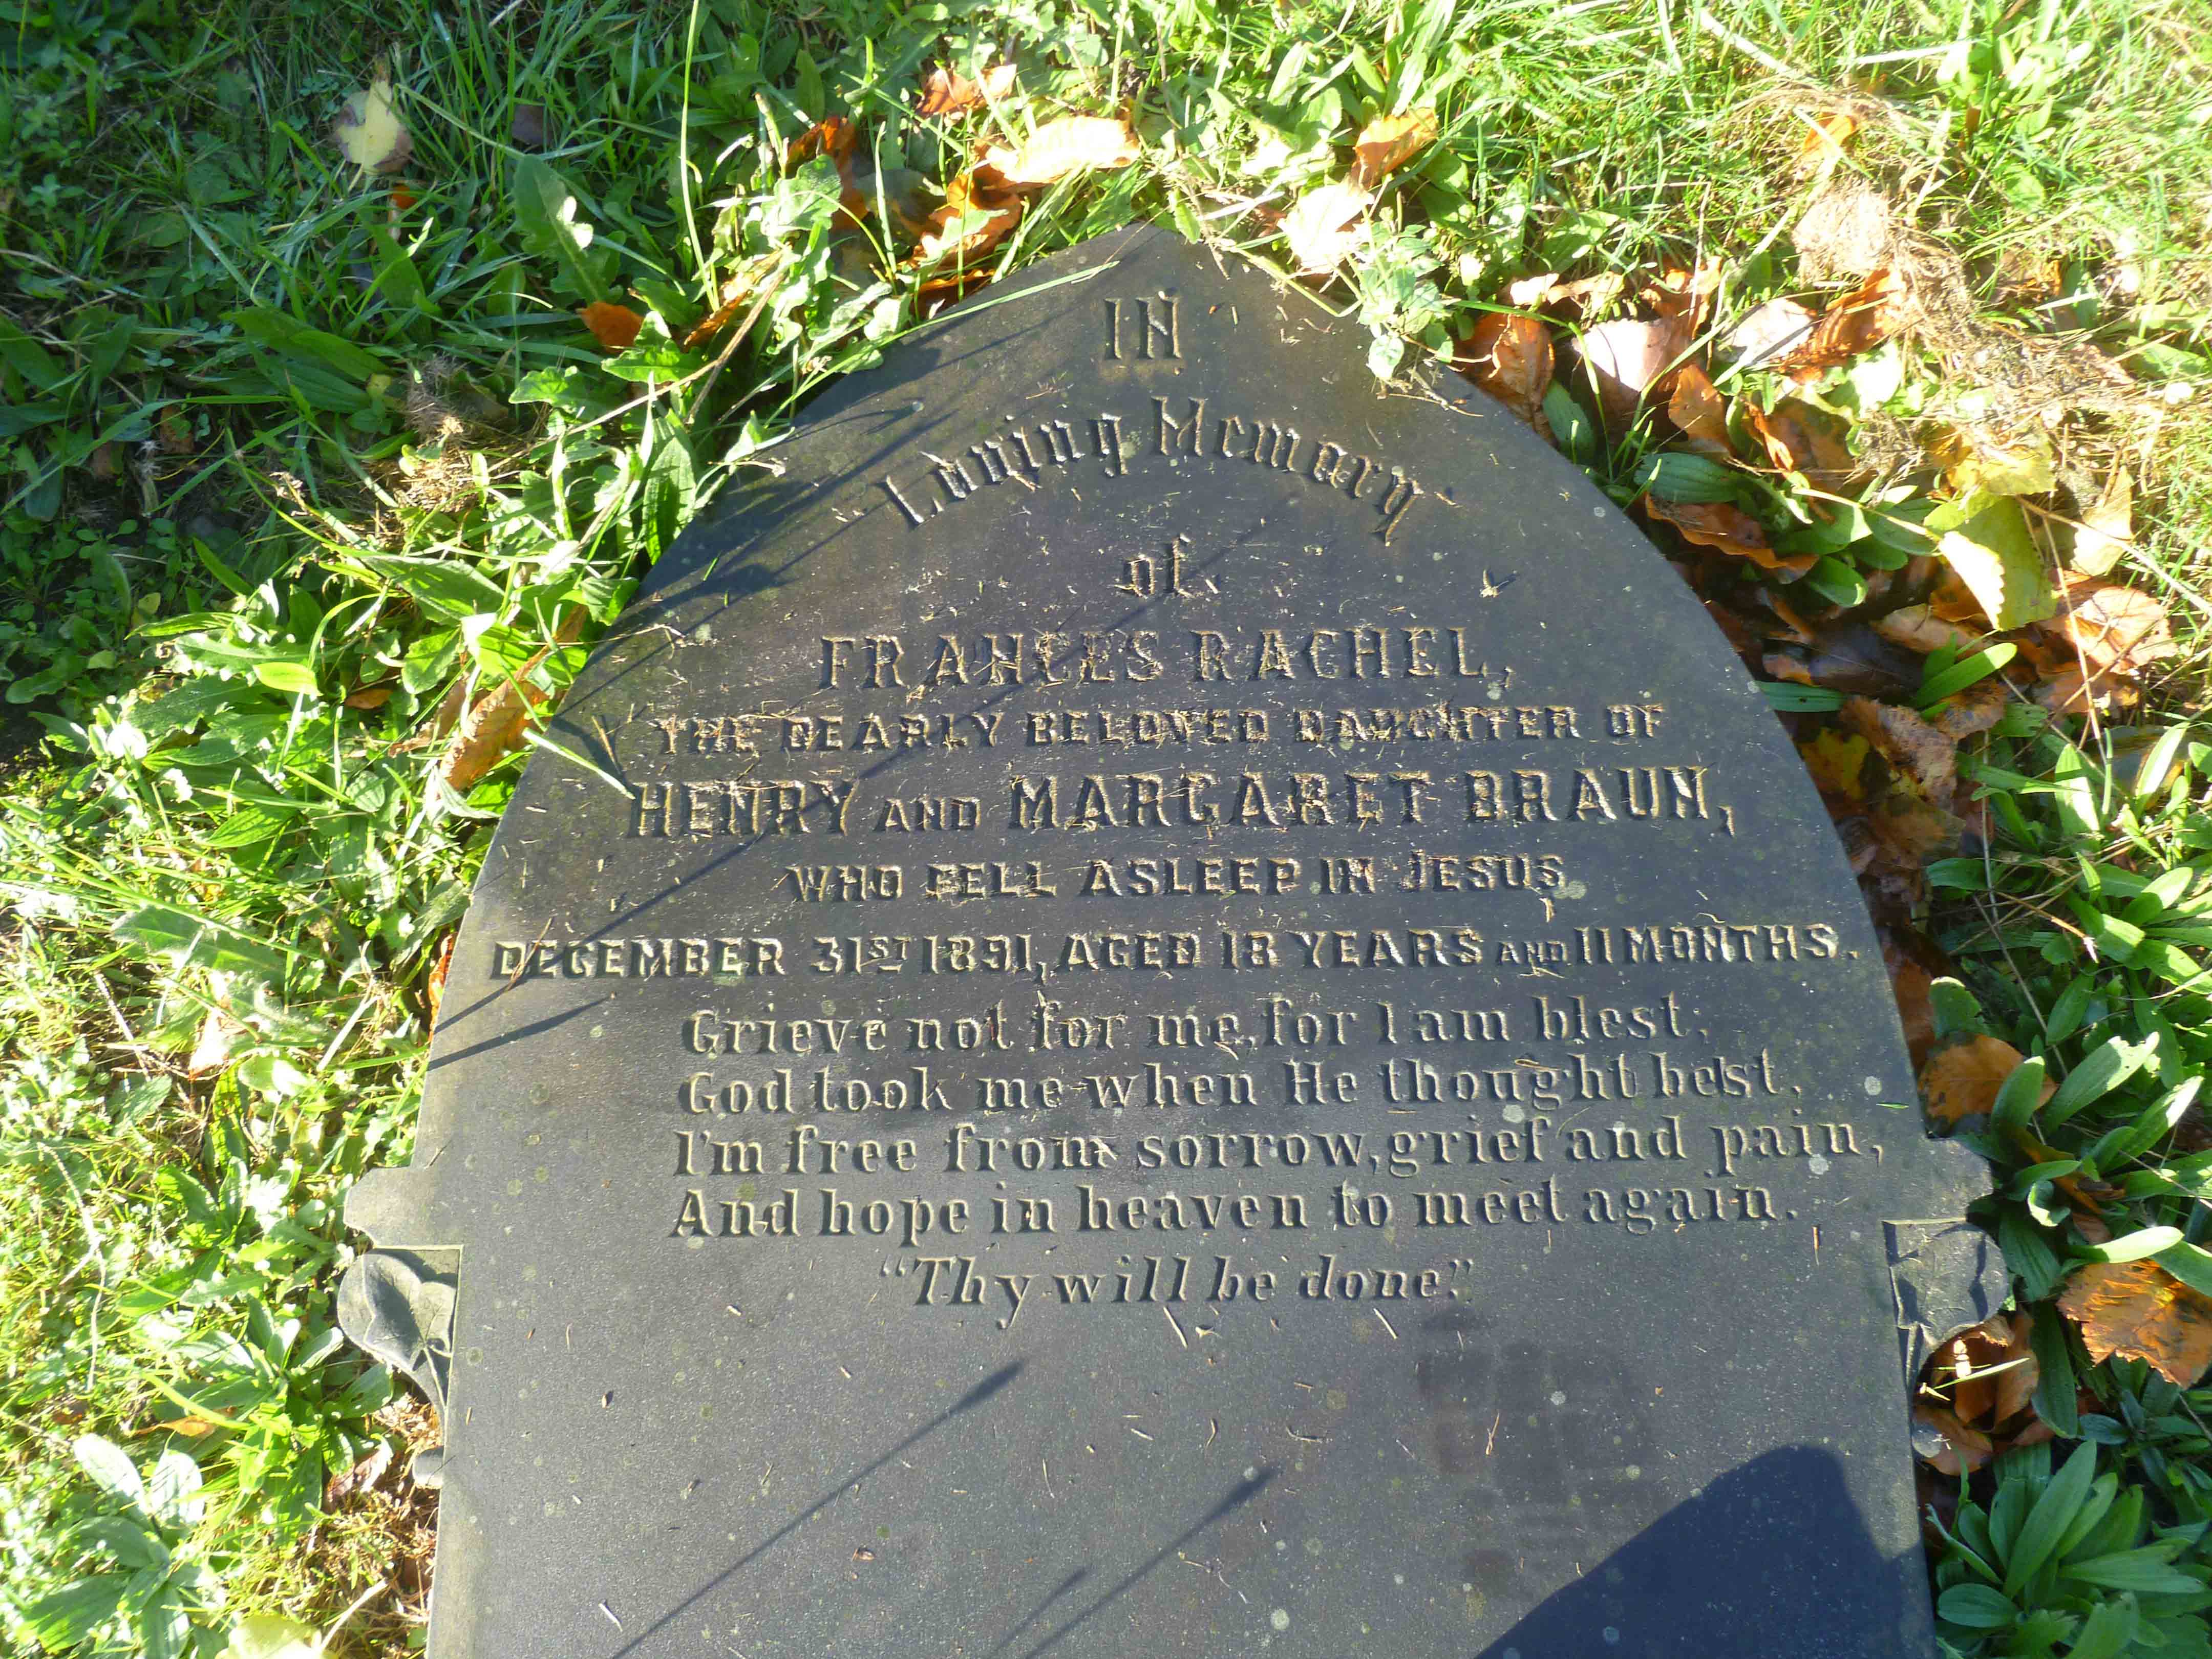 IN
Loving Memory
of
FRANCES RACHEL,
THE DEARLY BELOVED DAUGHTER OF
HENRY AND MARGARET BRAUN,
WHO FELL ASLEEP IN JESUS,
DECEMBER 31ST 1891, AGED 18 YEARS AND 11 MONTHS.
Grieve not for me, for I am blest;
God took me when He thought best,
I'm free from sorrow, grief and pain,
And hope in heaven to meet again.
"Thy will be done."